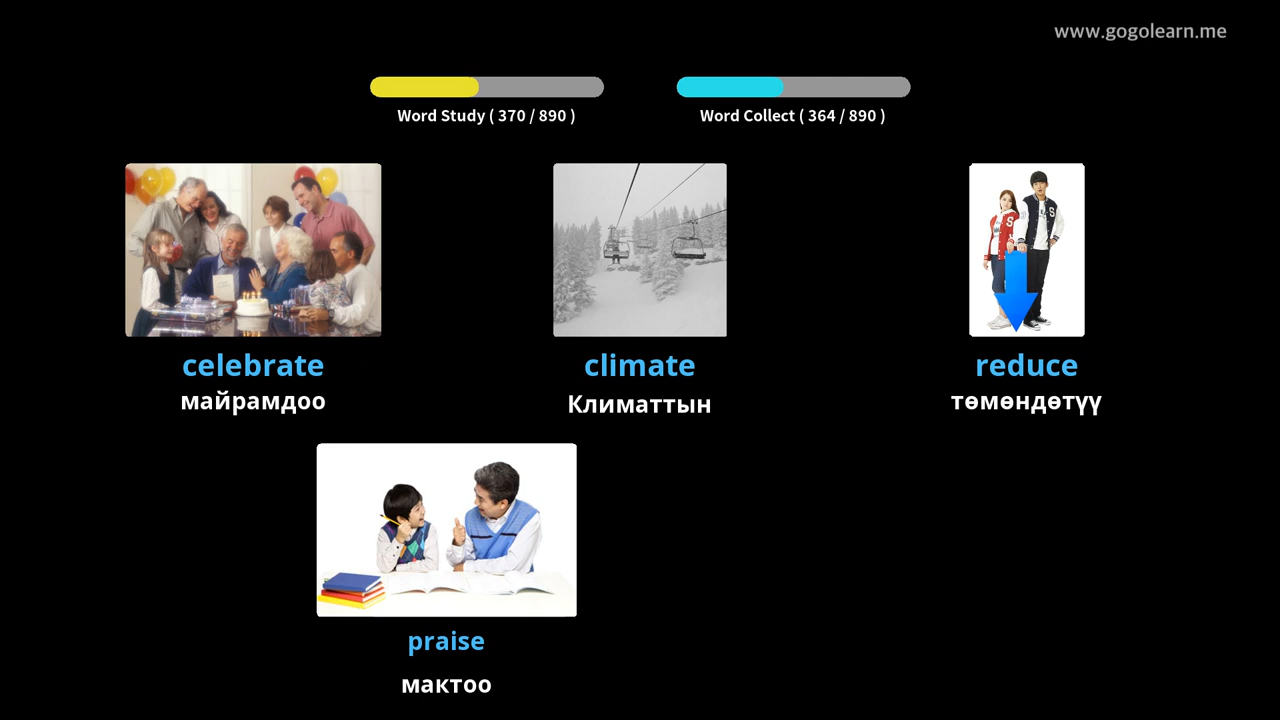 www.gogolearn.me
Word Study ( 370 / 890 )
Word Collect ( 364 / 890 )
celebrate
майрамдоо
climate
Климаттын
reduce
төмөндөтүү
praise
мактоо